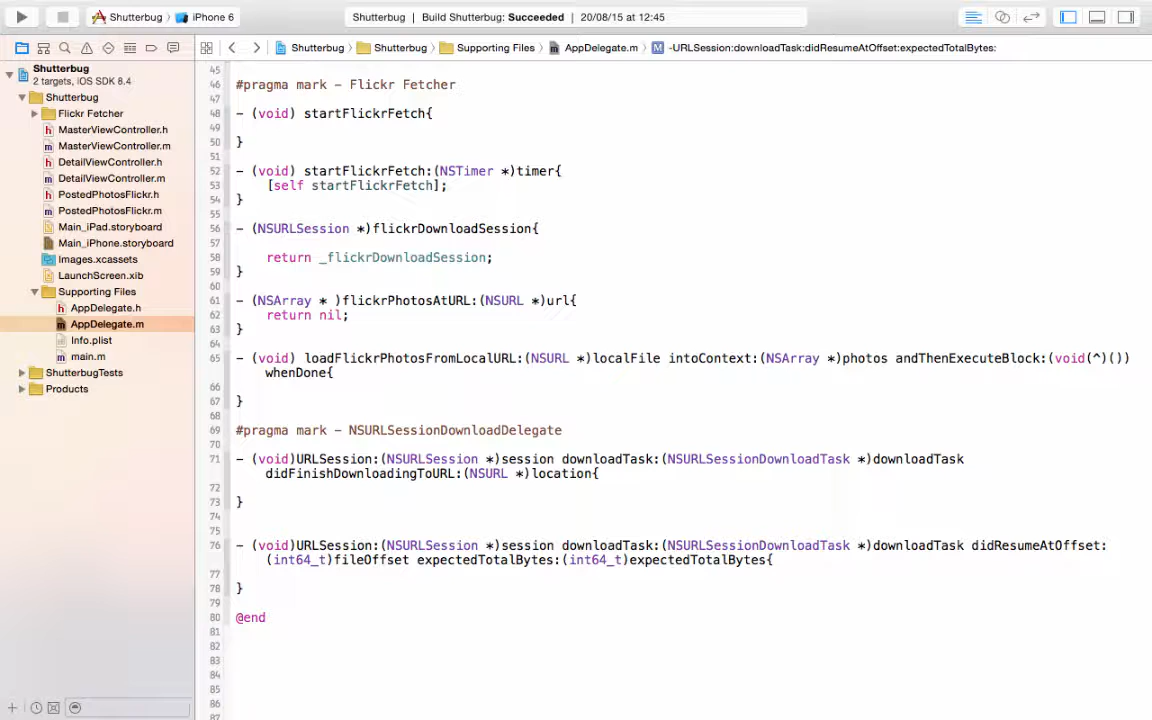 Shutterbug
iPhone 6
Shutterbug | Build Shutterbug: Succeeded | 20/08/15 at 12:45
Shutterbug
Shutterbug
Supporting Files
AppDelegate.m
M -URLSession:downloadTask:didResumeAtOffset:expectedTotalBytes:
Shutterbug
2 targets, iOS SDK 8.4
Shutterbug
Flickr Fetcher
h MasterViewController.h
m MasterViewController.m
h DetailViewController.h
m DetailViewController.m
h PostedPhotosFlickr.h
m PostedPhotosFlickr.m
Main_iPad.storyboard
Main_iPhone.storyboard
Images.xcassets
LaunchScreen.xib
Supporting Files
h AppDelegate.h
m AppDelegate.m
Info.plist
m main.m
ShutterbugTests
Products
45
46 #pragma mark - Flickr Fetcher
47
48 - (void) startFlickrFetch{
49
50 }
51
52 - (void) startFlickrFetch:(NSTimer *)timer{
53 [self startFlickrFetch];
54 }
55
56 - (NSURLSession *)flickrDownloadSession{
57
58 return _flickrDownloadSession;
59 }
60
61 - (NSArray * )flickrPhotosAtURL:(NSURL *)url{
62 return nil;
63 }
64
65 - (void) loadFlickrPhotosFromLocalURL:(NSURL *)localFile intoContext:(NSArray *)photos andThenExecuteBlock:(void(^)())
whenDone{
66
67 }
68
69 #pragma mark - NSURLSessionDownloadDelegate
70
71 - (void)URLSession:(NSURLSession *)session downloadTask:(NSURLSessionDownloadTask *)downloadTask
didFinishDownloadingToURL:(NSURL *)location{
72
73 }
74
75
76 - (void)URLSession:(NSURLSession *)session downloadTask:(NSURLSessionDownloadTask *)downloadTask didResumeAtOffset:
(int64_t)fileOffset expectedTotalBytes:(int64_t)expectedTotalBytes{
77
78 }
79
80 @end
81
82
83
84
85
86
87